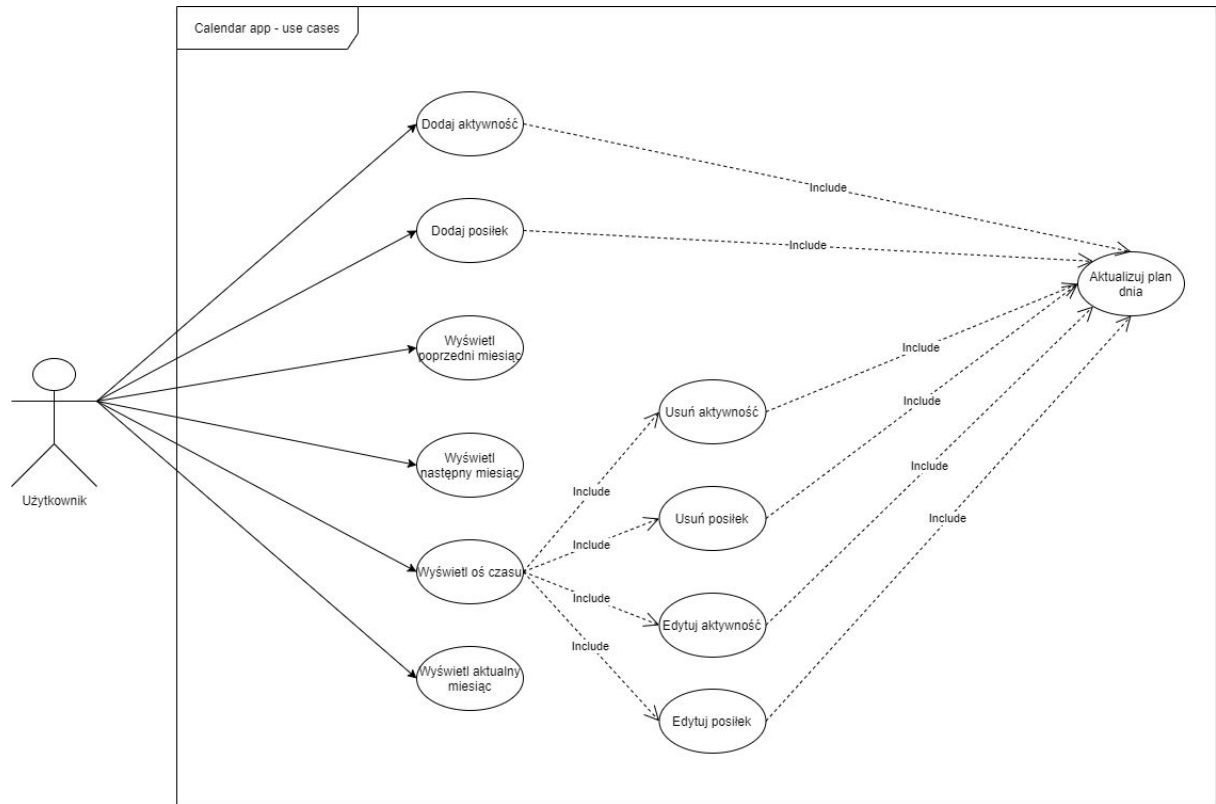 Calendar app - use cases
Dodaj aktywność
Include
Dodaj posiłek
Include
Aktualizuj plan
dnia
Wyświetl
poprzedni miesiąc
Include
Usuń aktywność
Include
Wyświetl
następny miesiąc
Include
Include
Użytkownik
Usuń posiłek
Include
Include
Wyświetl oś czasu
Include
Edytuj aktywność
Include
Wyświetl aktualny
miesiąc
Edytuj posiłek